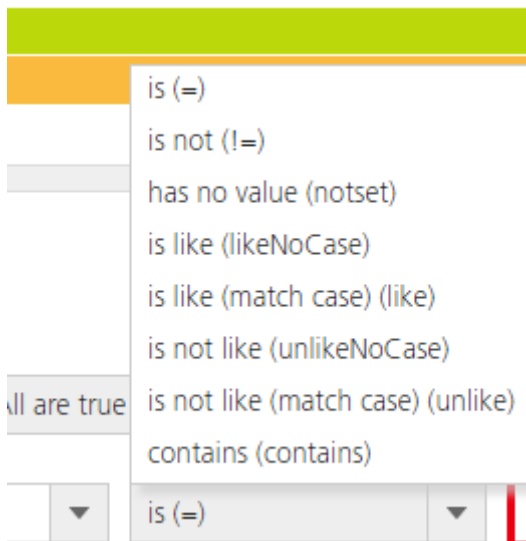 is (=)
is not (!=)
has no value (notset)
is like (likeNoCase)
is like (match case) (like)
is not like (unlikeNoCase)
All are true
is not like (match case) (unlike)
contains (contains)
is (=)